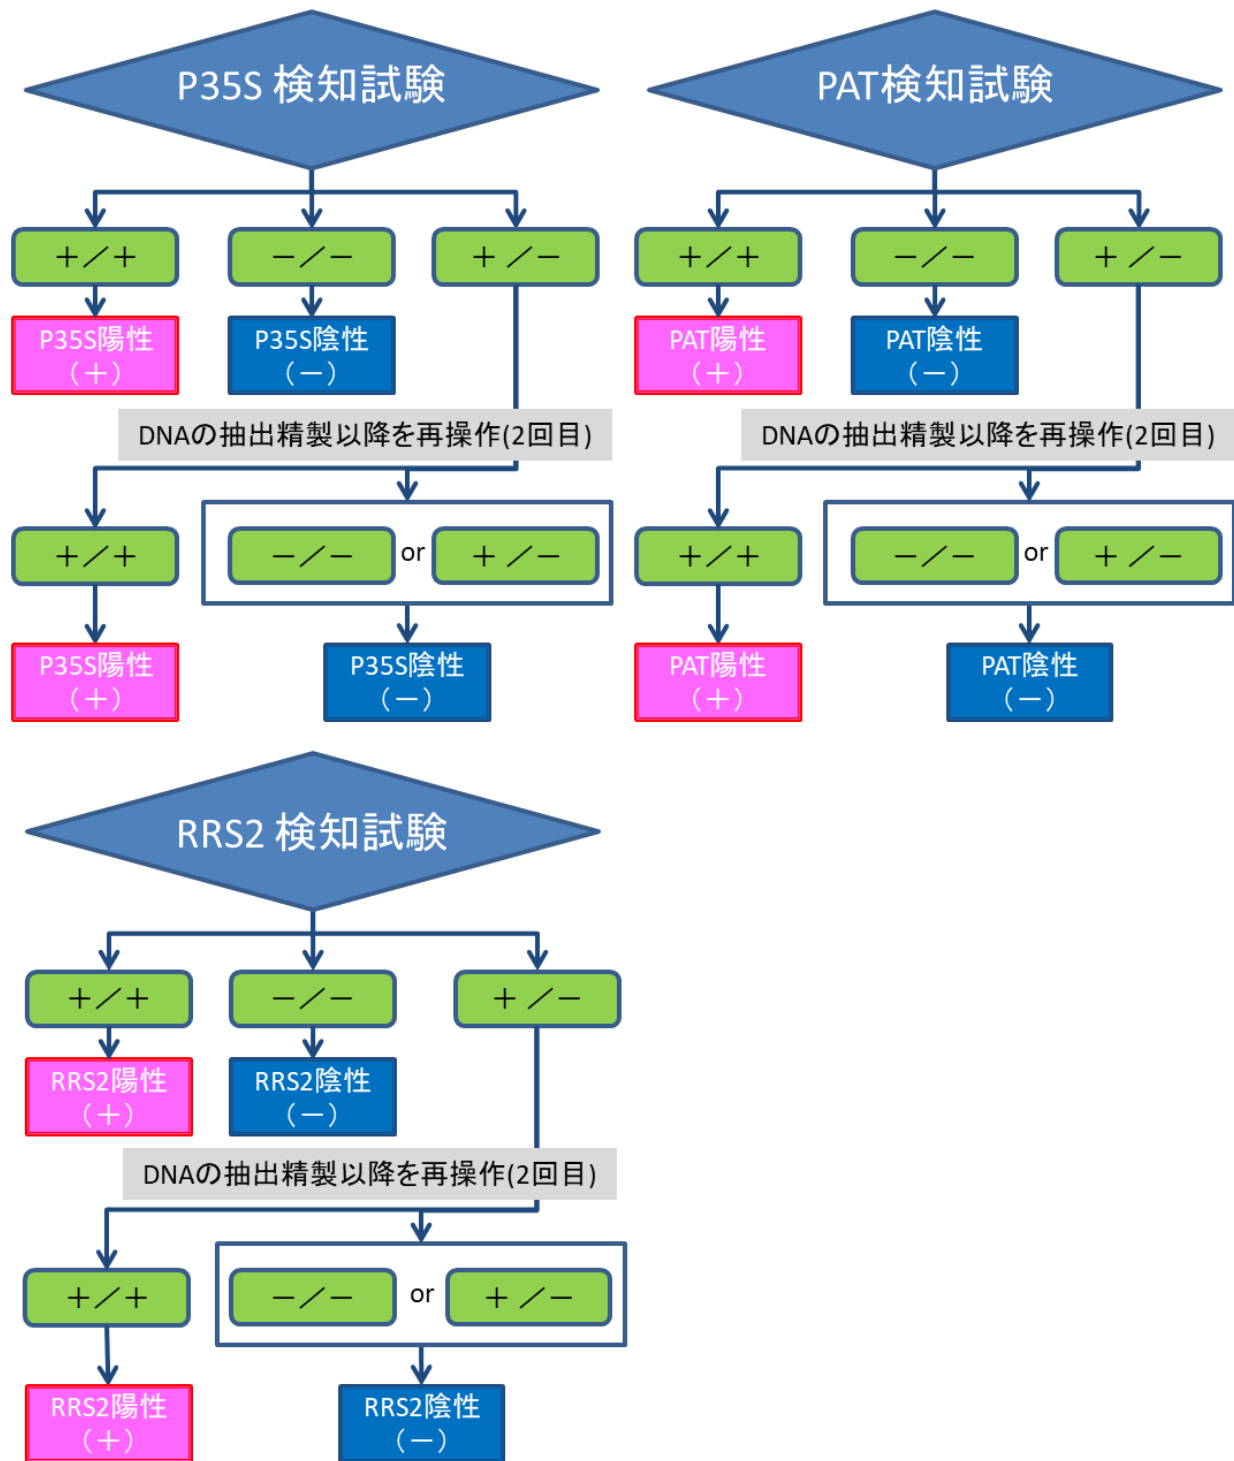 P35S 検知試験
+／+
－／－
+／－
P35S陽性
（+）
P35S陰性
（－）
DNAの抽出精製以降を再操作(2回目)
+／+
－／－
or
+／－
P35S陽性
（+）
P35S陰性
（－）
PAT検知試験
+／+
－／－
+／－
PAT陽性
（+）
PAT陰性
（－）
DNAの抽出精製以降を再操作(2回目)
+／+
－／－
or
+／－
PAT陽性
（+）
PAT陰性
（－）
RRS2 検知試験
+／+
－／－
+／－
RRS2陽性
（+）
RRS2陰性
（－）
DNAの抽出精製以降を再操作(2回目)
+／+
－／－
or
+／－
RRS2陽性
（+）
RRS2陰性
（－）